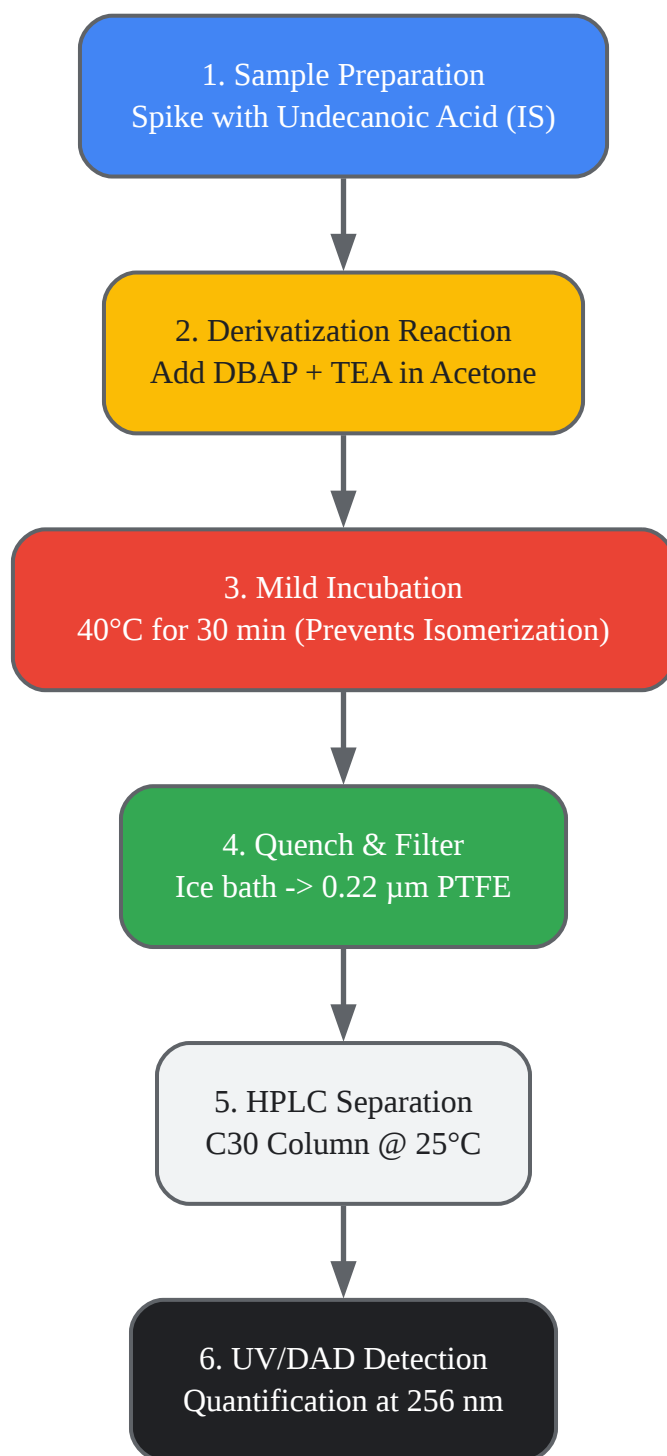 1. Sample Preparation
Spike with Undecanoic Acid (IS)
2. Derivatization Reaction
Add DBAP + TEA in Acetone
3. Mild Incubation
40°C for 30 min (Prevents Isomerization)
4. Quench & Filter
Ice bath -> 0.22 µm PTFE
5. HPLC Separation
C30 Column @ 25°C
6. UV/DAD Detection
Quantification at 256 nm